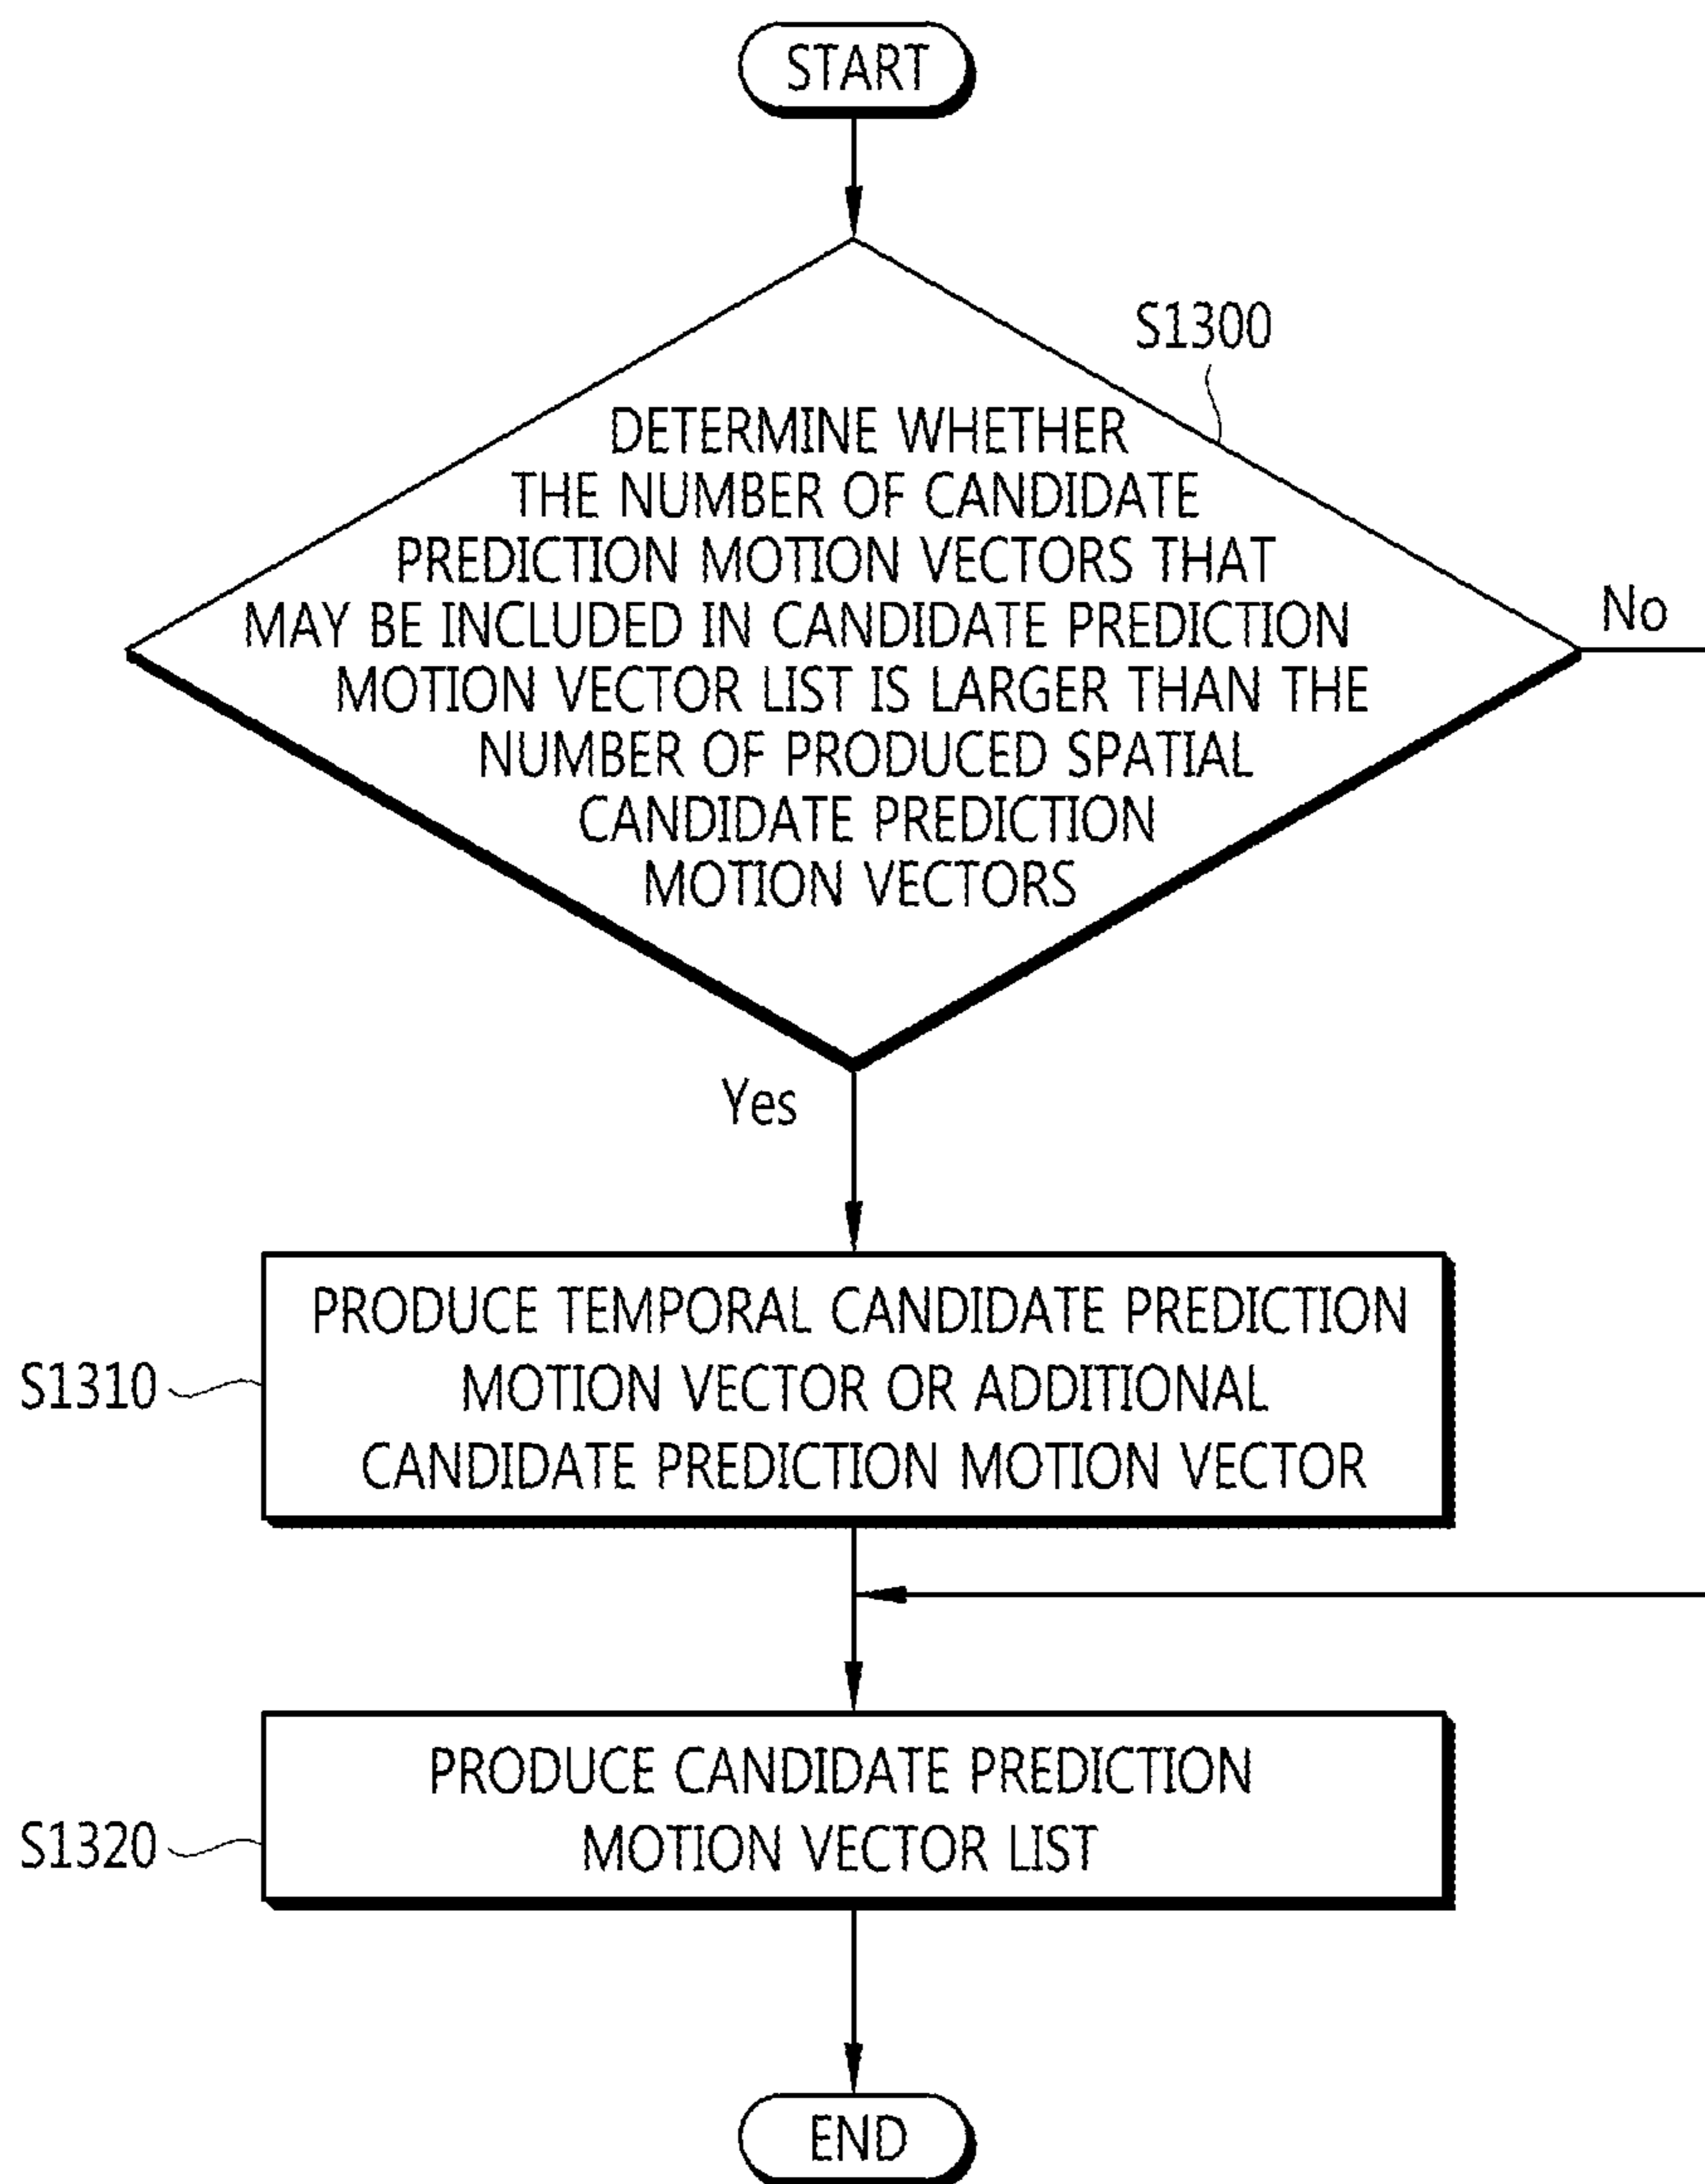 START
S1300
DETERMINE WHETHER
THE NUMBER OF CANDIDATE
PREDICTION MOTION VECTORS THAT
MAY BE INCLUDED IN CANDIDATE PREDICTION
MOTION VECTOR LIST IS LARGER THAN THE
NUMBER OF PRODUCED SPATIAL
CANDIDATE PREDICTION
MOTION VECTORS
No
Yes
PRODUCE TEMPORAL CANDIDATE PREDICTION
MOTION VECTOR OR ADDITIONAL
CANDIDATE PREDICTION MOTION VECTOR
S1310
PRODUCE CANDIDATE PREDICTION
MOTION VECTOR LIST
S1320
END